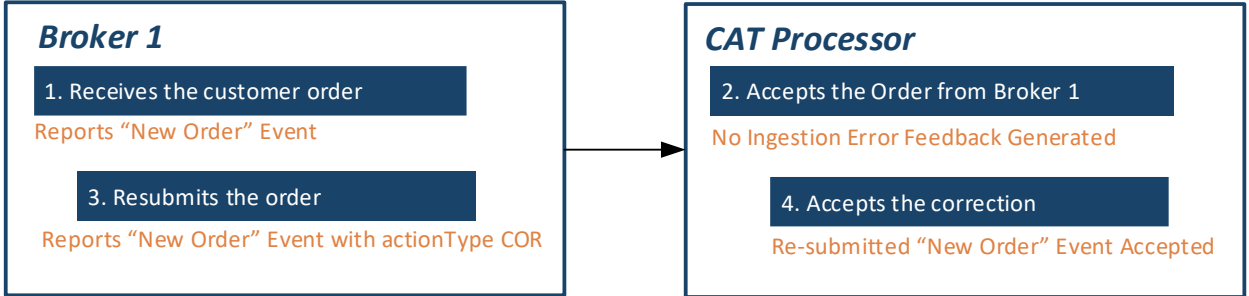 Broker 1
1. Receives the customer order
Reports “New Order” Event
3. Resubmits the order
Reports “New Order” Event with actionType COR
CAT Processor
2. Accepts the Order from Broker 1
No Ingestion Error Feedback Generated
4. Accepts the correction
Re-submitted “New Order” Event Accepted